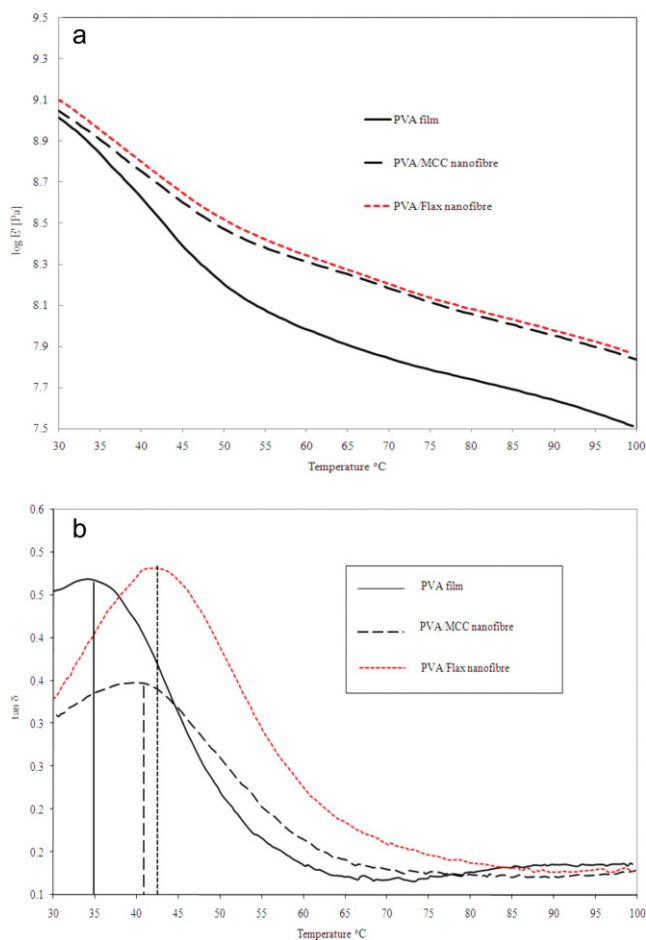 a
9.5
9.3
9.1
8.9
8.7
8.5
8.3
8.1
7.9
7.7
7.5
log E' [Pa]
PVA film
PVA/MCC nanofibre
PVA/Flax nanofibre
30 35 40 45 50 55 60 65 70 75 80 85 90 95 100
Temperature °C
b
0.6
0.5
0.5
0.4
0.4
0.3
0.3
0.2
0.2
0.1
tan δ
PVA film
PVA/MCC nanofibre
PVA/Flax nanofibre
30 35 40 45 50 55 60 65 70 75 80 85 90 95 100
Temperature °C